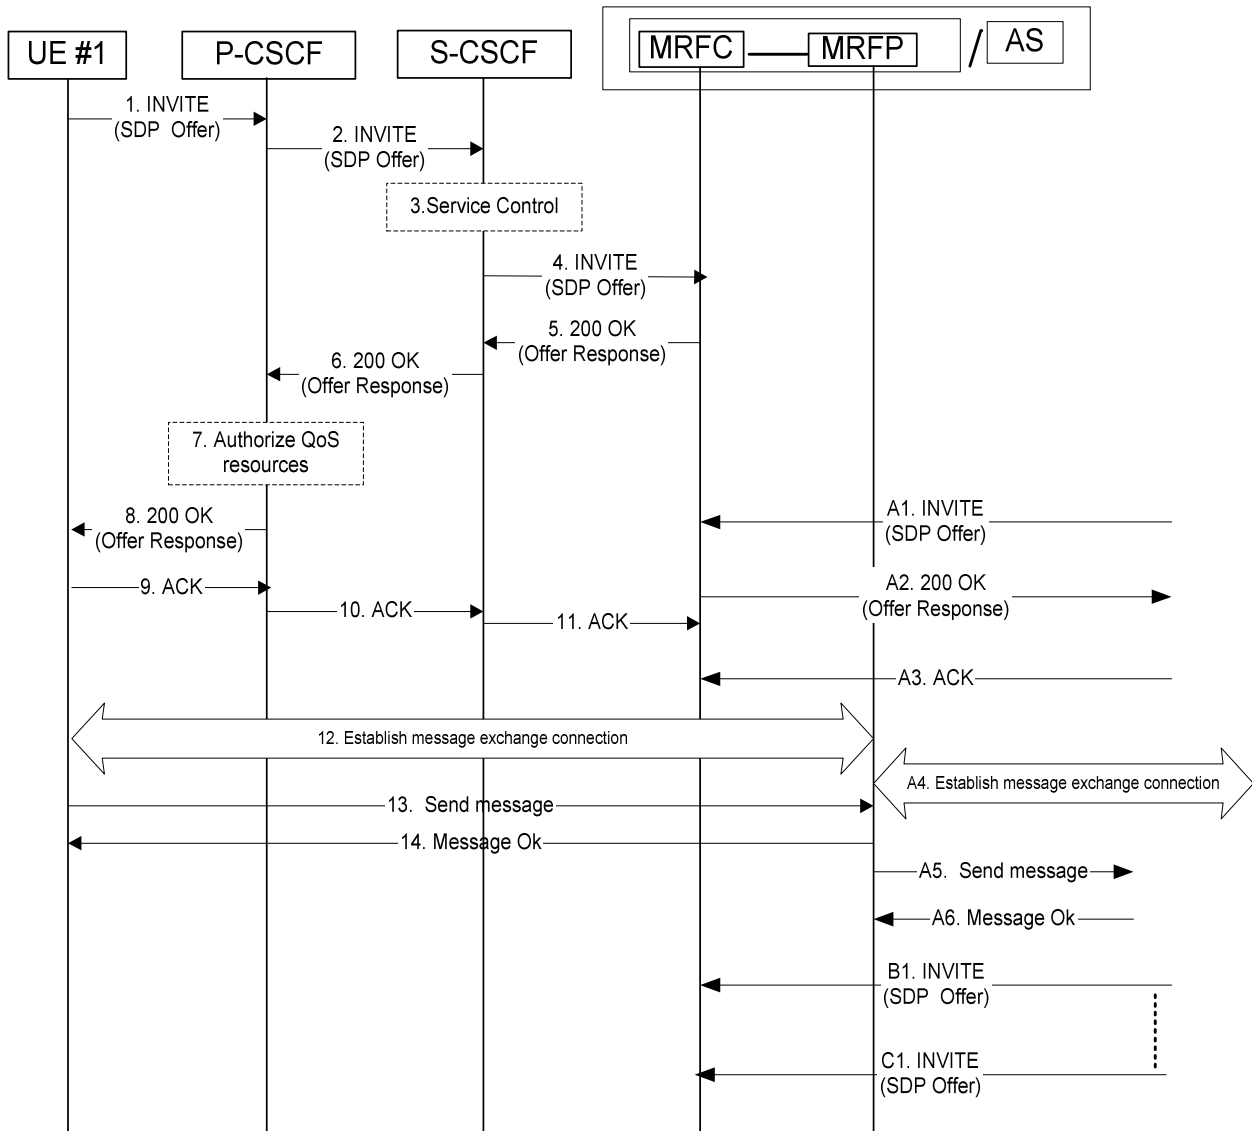 UE #1
P-CSCF
S-CSCF
MRFC
MRFP
/
AS
1. INVITE
(SDP Offer)
2. INVITE
(SDP Offer)
3.Service Control
4. INVITE
(SDP Offer)
5. 200 OK
(Offer Response)
6. 200 OK
(Offer Response)
7. Authorize QoS
resources
8. 200 OK
(Offer Response)
A1. INVITE
(SDP Offer)
9. ACK
A2. 200 OK
(Offer Response)
10. ACK
11. ACK
A3. ACK
12. Establish message exchange connection
A4. Establish message exchange connection
13. Send message
14. Message Ok
A5. Send message
A6. Message Ok
B1. INVITE
(SDP Offer)
C1. INVITE
(SDP Offer)